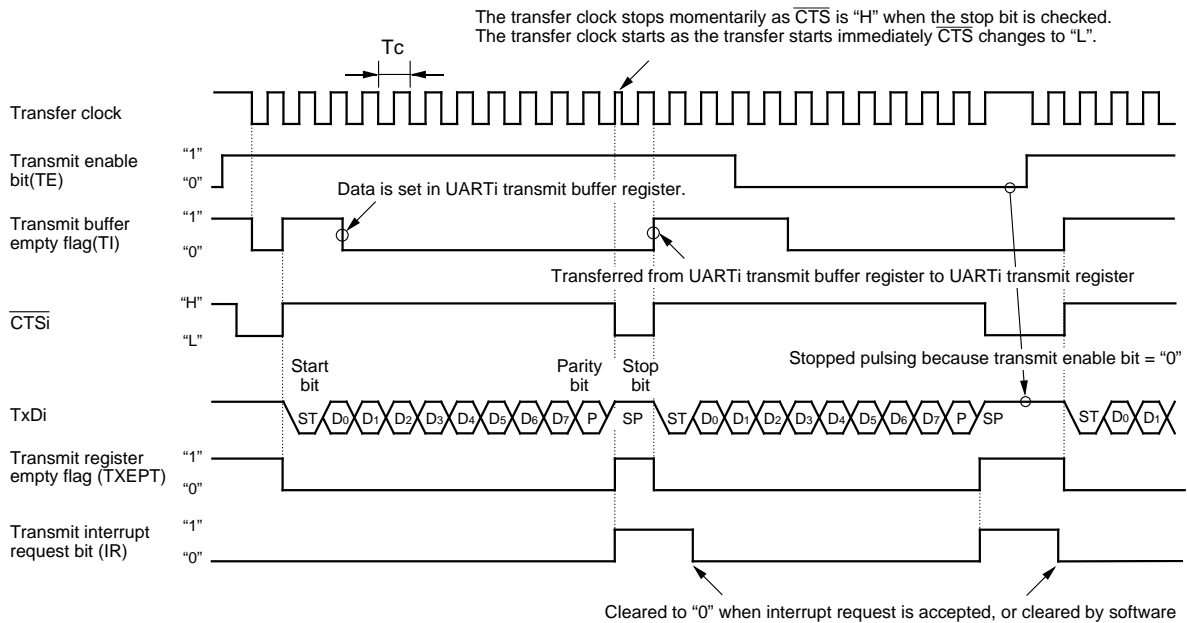 The transfer clock stops momentarily as CTS is “H” when the stop bit is checked.
The transfer clock starts as the transfer starts immediately CTS changes to “L”.
Tc
Transfer clock
Transmit enable
bit(TE)
“1”
“0”
Data is set in UARTi transmit buffer register.
Transmit buffer
empty flag(TI)
“1”
“0”
Transferred from UARTi transmit buffer register to UARTi transmit register
CTSi
“H”
“L”
Stopped pulsing because transmit enable bit = “0”
Start
bit
Parity
bit
Stop
bit
TxDi
ST D0 D1 D2 D3 D4 D5 D6 D7 P SP ST D0 D1 D2 D3 D4 D5 D6 D7 P SP ST D0 D1
Transmit register
empty flag (TXEPT)
“1”
“0”
Transmit interrupt
request bit (IR)
“1”
“0”
Cleared to “0” when interrupt request is accepted, or cleared by software